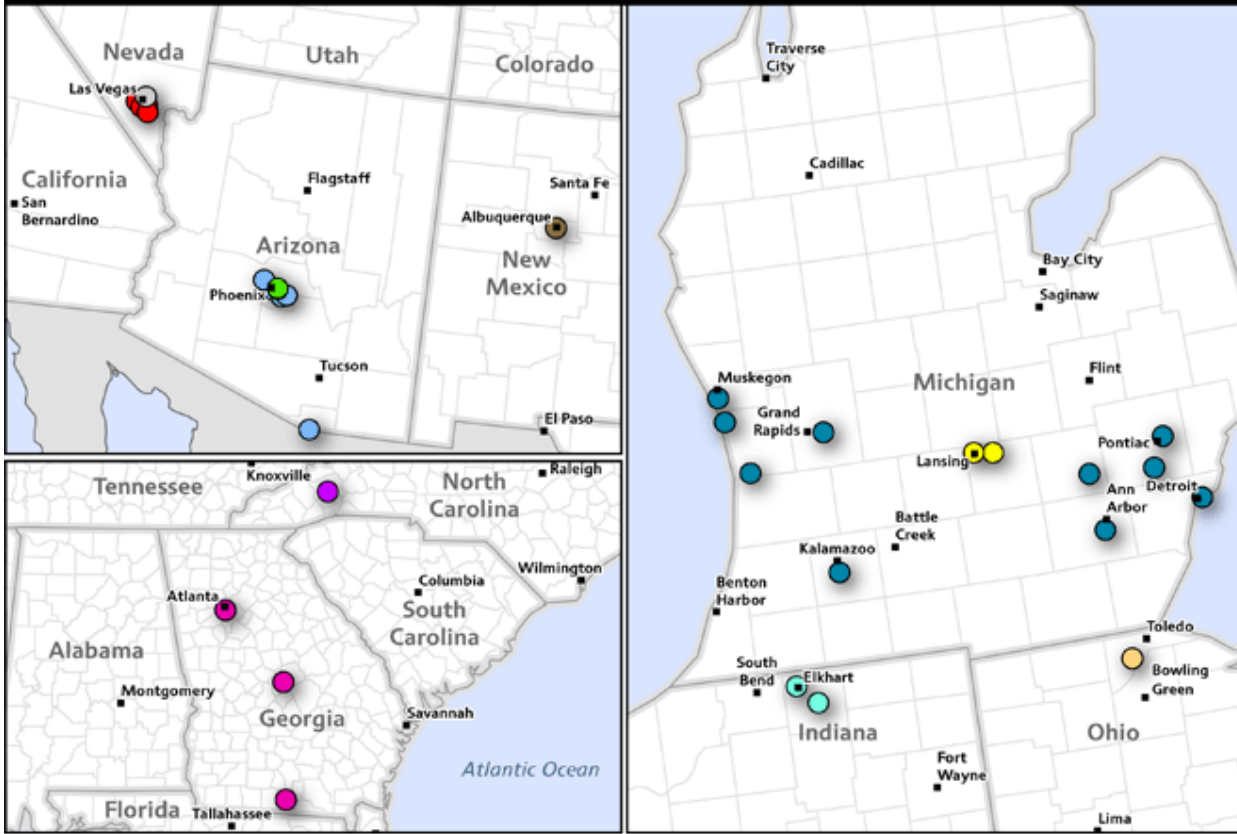 Nevada
Utah
Colorado
Las Vegas
California
San
Bernardino
Flagstaff
Santa Fe
Albuquerque
Arizona
New
Mexico
Phoenix
Tucson
El Paso
Knoxville
Raleigh
Tennessee
North
Carolina
Wilmington
Columbia
Atlanta
South
Carolina
Alabama
Montgomery
Georgia
Savannah
Atlantic Ocean
Florida
Tallahassee
Traverse
City
Cadillac
Bay City
Saginaw
Flint
Muskegon
Michigan
Grand
Rapids
Pontiac
Lansing
Ann
Arbor
Detroit
Battle
Creek
Kalamazoo
Benton
Harbor
Toledo
South
Bend
Elkhart
Bowling
Green
Indiana
Ohio
Fort
Wayne
Lima